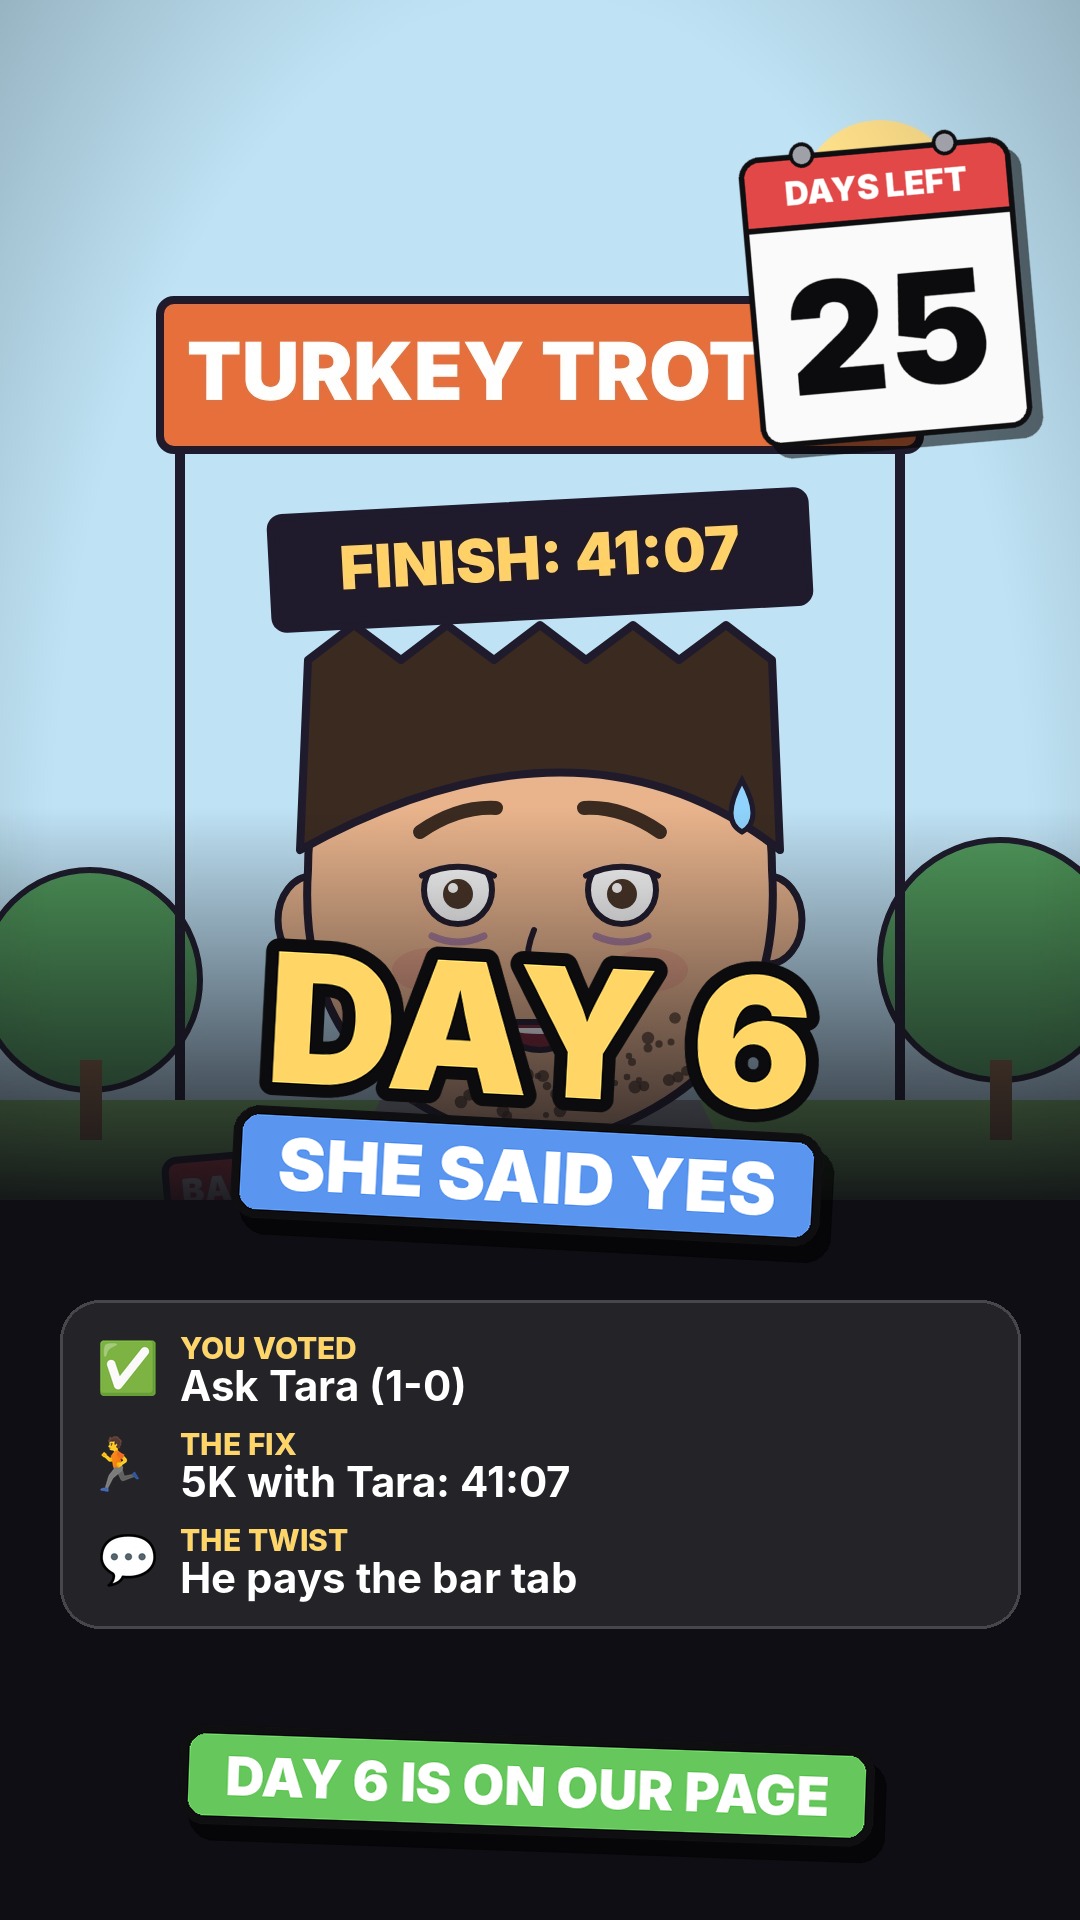 DAYS LEFT
25
TURKEY TROT
FINISH: 41:07
DAY 6
SHE SAID YES
BA
YOU VOTED
Ask Tara (1-0)
THE FIX
5K with Tara: 41:07
THE TWIST
He pays the bar tab
DAY 6 IS ON OUR PAGE